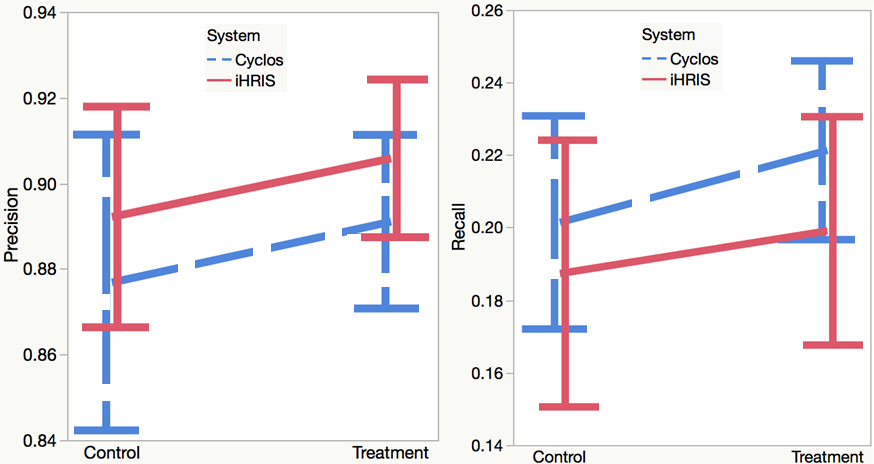 0.94
0.92
0.90
0.88
0.86
0.84
Precision
System
Cyclos
iHRIS
Control
Treatment
0.26
0.24
0.22
0.20
0.18
0.16
0.14
Recall
System
Cyclos
iHRIS
Control
Treatment